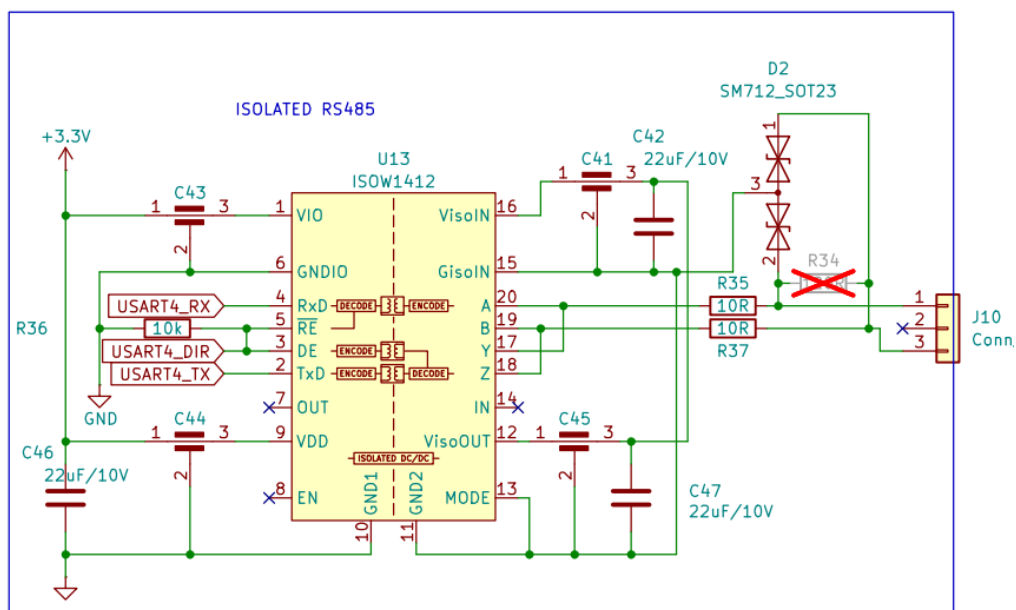 ISOLATED RS485
D2
SM712_SOT23
+3.3V
U13
ISOW1412
C42
22uF/10V
C41
C43
1
3
2
1
3
2
1
3
2
1
VIO
VisoIN
16
6
GNDIO
GisoIN
15
R34
4
RxD
DECODE
ENCODE
A
20
R35
10R
USART4_RX
R36
10k
5
RE
B
19
10R
R37
1
2
3
J10
Conn
USART4_DIR
3
DE
ENCODE
Y
17
USART4_TX
2
TxD
ENCODE
DECODE
Z
18
GND
7
OUT
IN
14
C44
1
3
2
9
VDD
VisoOUT
12
C45
1
3
2
ISOLATED DC/DC
C46
22uF/10V
8
EN
GND1
GND2
MODE
13
10
11
C47
22uF/10V